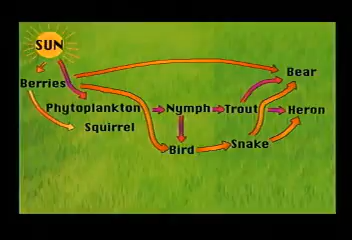 SUN
Bear
Berries
Phytoplankton
Nymph
Trout
Heron
Squirrel
Bird
Snake